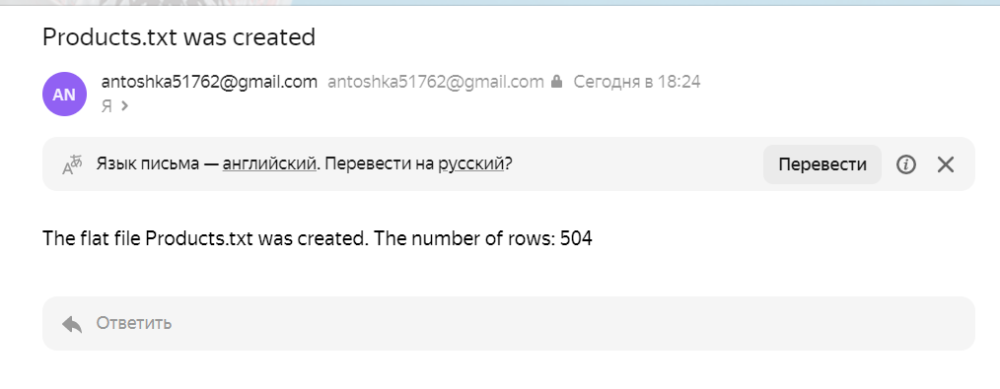 Products.txt was created
AN
antoshka51762@gmail.com antoshka51762@gmail.com Сегодня в 18:24
Я
Язык письма — английский. Перевести на русский?
Перевести
The flat file Products.txt was created. The number of rows: 504
Ответить